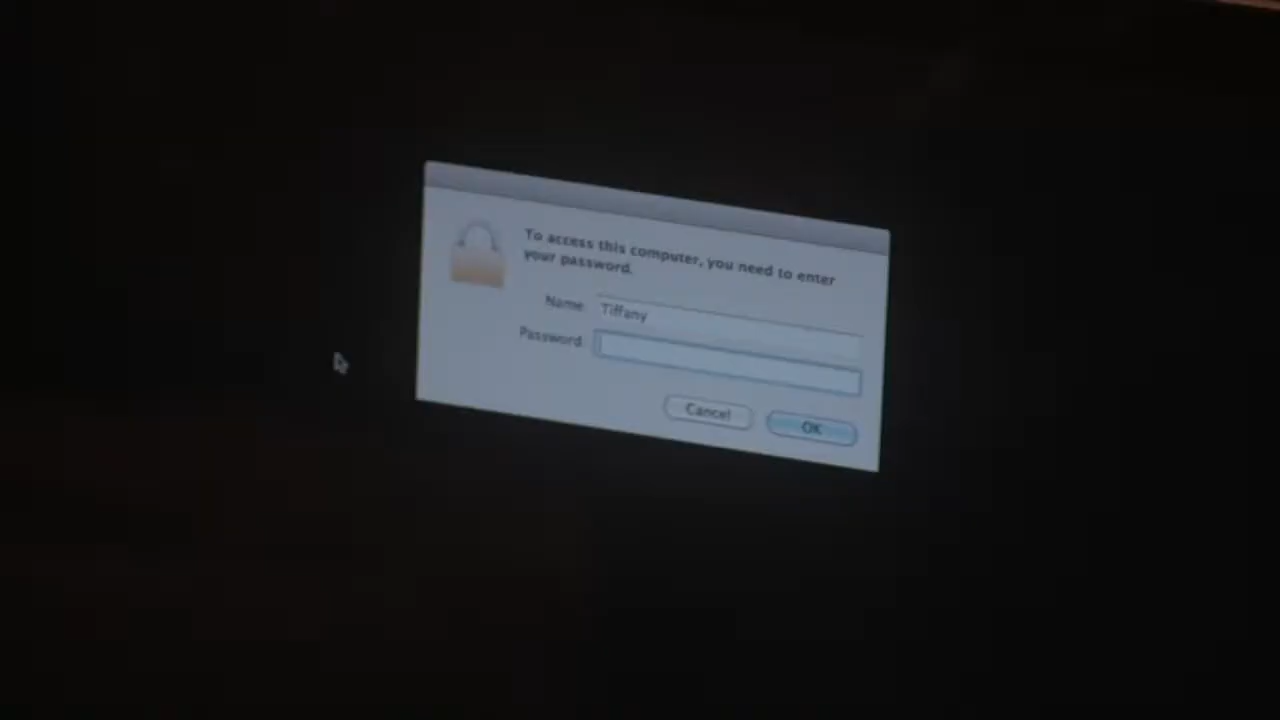 To access this computer, you need to enter
your password.
Name: Tiffany
Password:
Cancel
OK